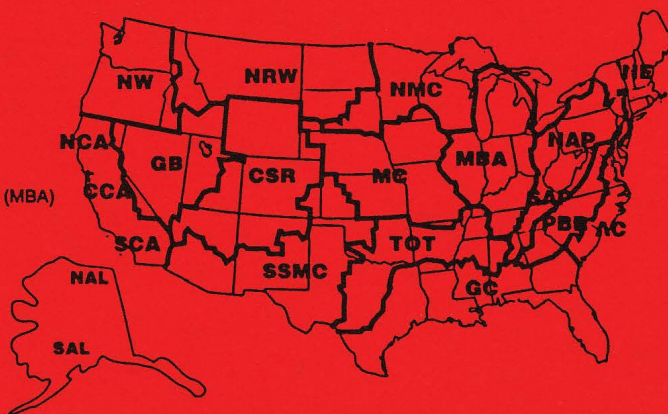 NW
NRW
NMC
NE
NCA
GB
CSR
MC
MBA
NAP
(MBA)
CCA
SAP
PBR
AC
SCA
SSMC
TOT
GC
NAL
SAL